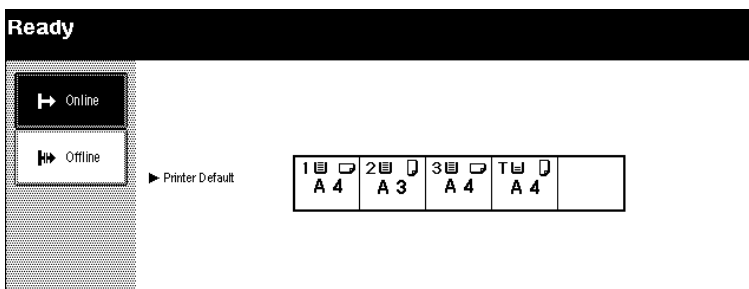 Ready
Online
Offline
Printer Default
1 2 3 T
A 4 A 3 A 4 A 4